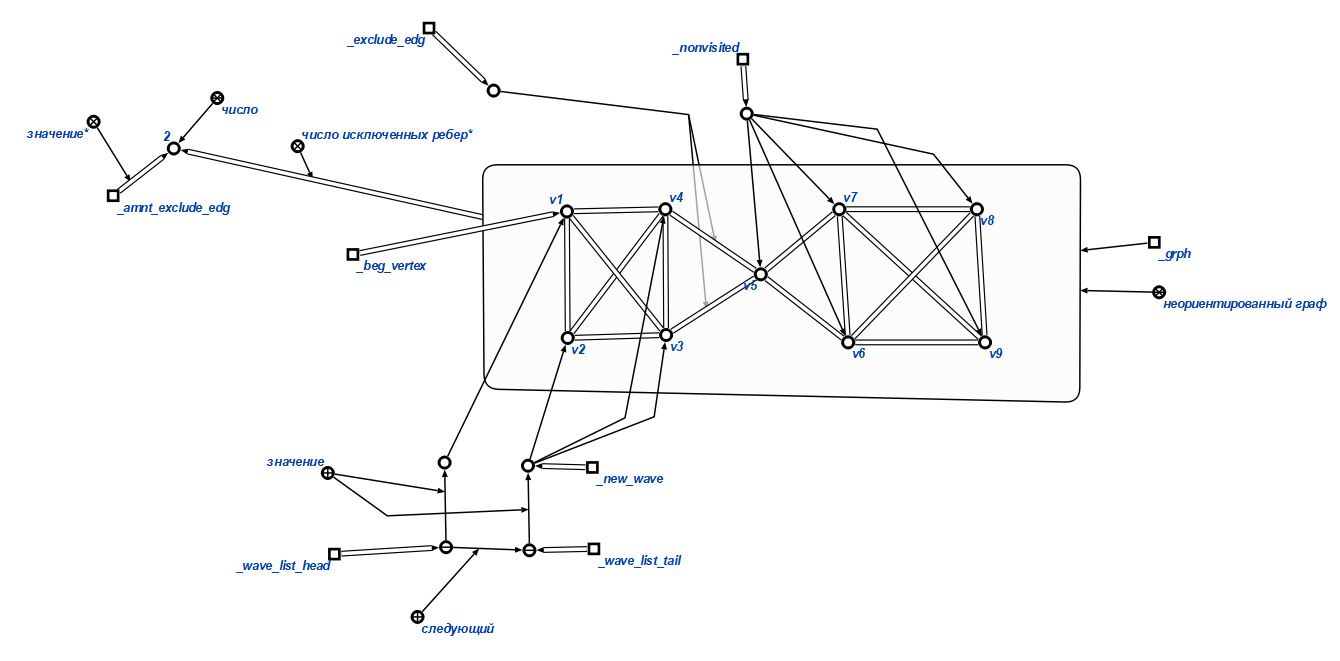 _exclude_edg
_nonvisited
число
значение*
2
число исключенных ребер*
_amnt_exclude_edg
v1
v4
v7
v8
_beg_vertex
_grph
v5
неориентированный граф
v2
v3
v6
v9
значение
_new_wave
_wave_list_head
_wave_list_tail
следующий